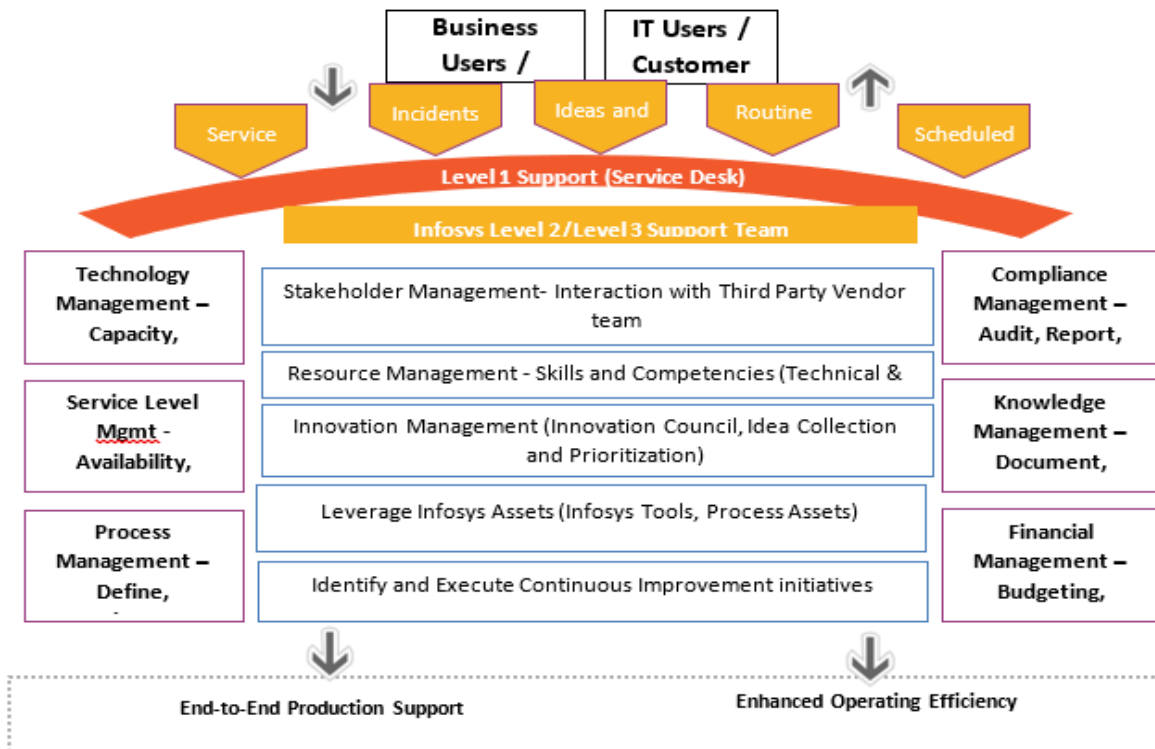 Business
Users /
IT Users /
Customer
Service
Incidents
Ideas and
Routine
Scheduled
Level 1 Support (Service Desk)
Infosys Level 2/Level 3 Support Team
Technology
Management –
Capacity,
Service Level
Mgmt -
Availability,
Process
Management –
Define,
Stakeholder Management- Interaction with Third Party Vendor
team
Resource Management - Skills and Competencies (Technical &
Innovation Management (Innovation Council, Idea Collection
and Prioritization)
Leverage Infosys Assets (Infosys Tools, Process Assets)
Identify and Execute Continuous Improvement initiatives
Compliance
Management –
Audit, Report,
Knowledge
Management –
Document,
Financial
Management –
Budgeting,
End-to-End Production Support
Enhanced Operating Efficiency